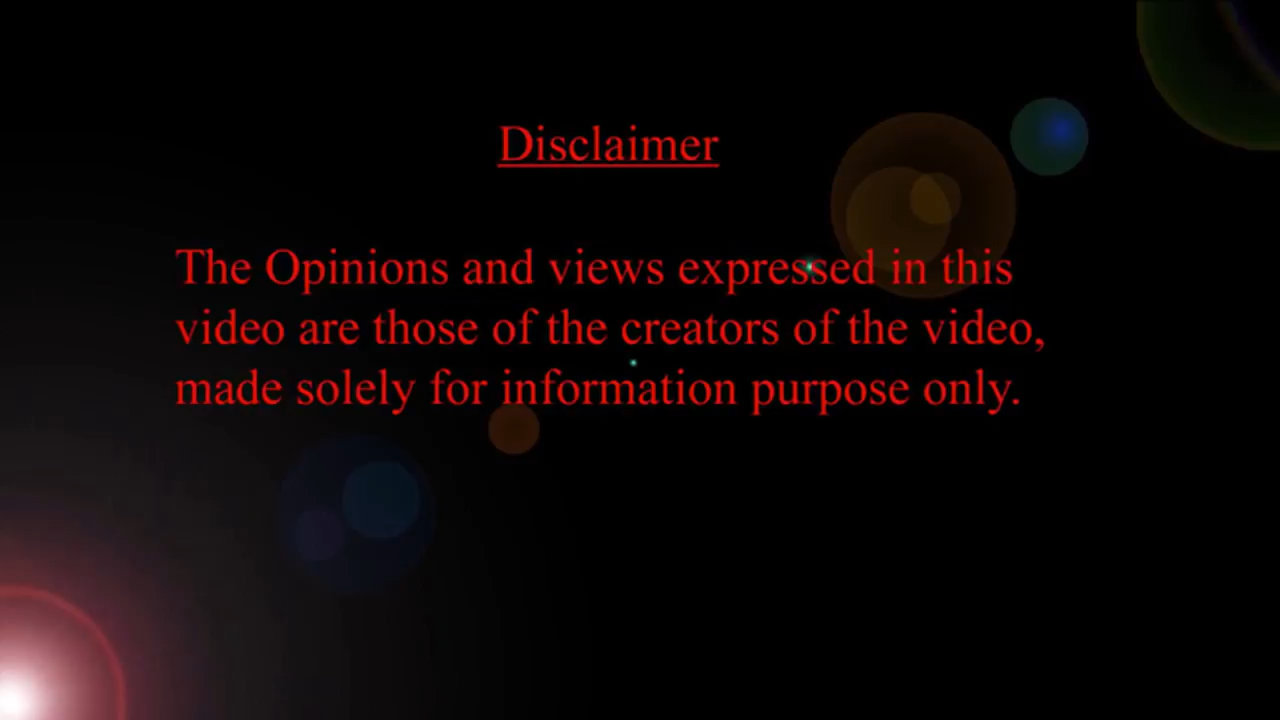 Disclaimer
The Opinions and views expressed in this
video are those of the creators of the video,
made solely for information purpose only.